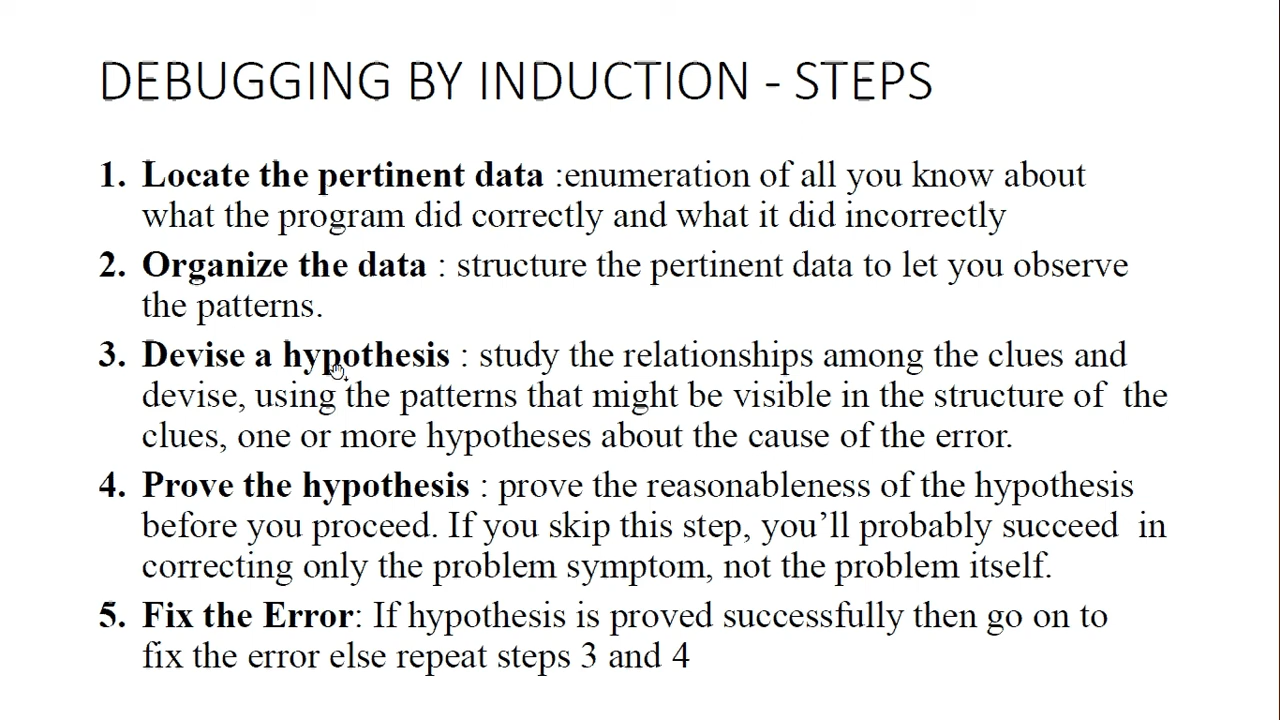 DEBUGGING BY INDUCTION - STEPS
1. Locate the pertinent data :enumeration of all you know about
what the program did correctly and what it did incorrectly
2. Organize the data : structure the pertinent data to let you observe
the patterns.
3. Devise a hypothesis : study the relationships among the clues and
devise, using the patterns that might be visible in the structure of the
clues, one or more hypotheses about the cause of the error.
4. Prove the hypothesis : prove the reasonableness of the hypothesis
before you proceed. If you skip this step, you’ll probably succeed in
correcting only the problem symptom, not the problem itself.
5. Fix the Error: If hypothesis is proved successfully then go on to
fix the error else repeat steps 3 and 4